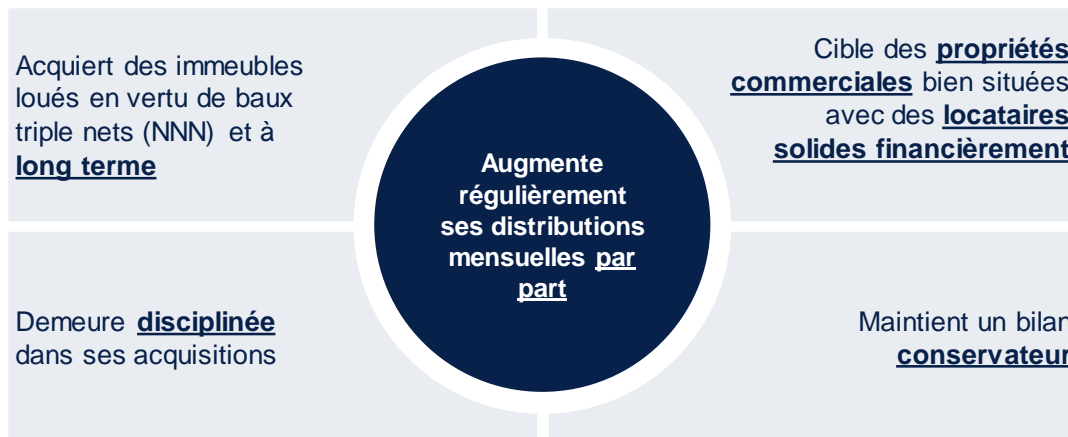 Acquiert des immeubles
loués en vertu de baux
triple nets (NNN) et à
long terme
Cible des propriétés
commerciales bien situées
avec des locataires
solides financièrement
Augmente
régulièrement
ses distributions
mensuelles par
part
Demeure disciplinée
dans ses acquisitions
Maintient un bilan
conservateur